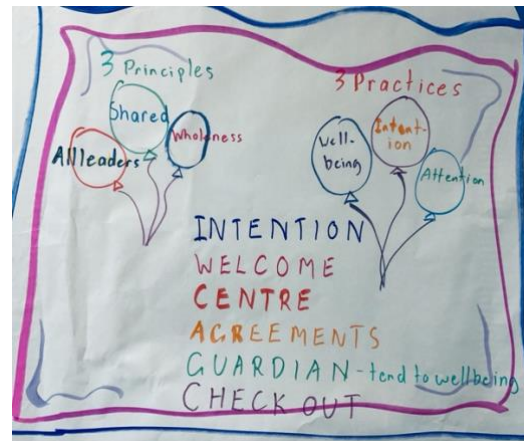 3 Principles
Shared
Wholeness
All leaders
3 Practices
Well-
being
Intent-
ion
Attention
INTENTION
WELCOME
CENTRE
AGREEMENTS
GUARDIAN - tend to wellbeing
CHECK OUT